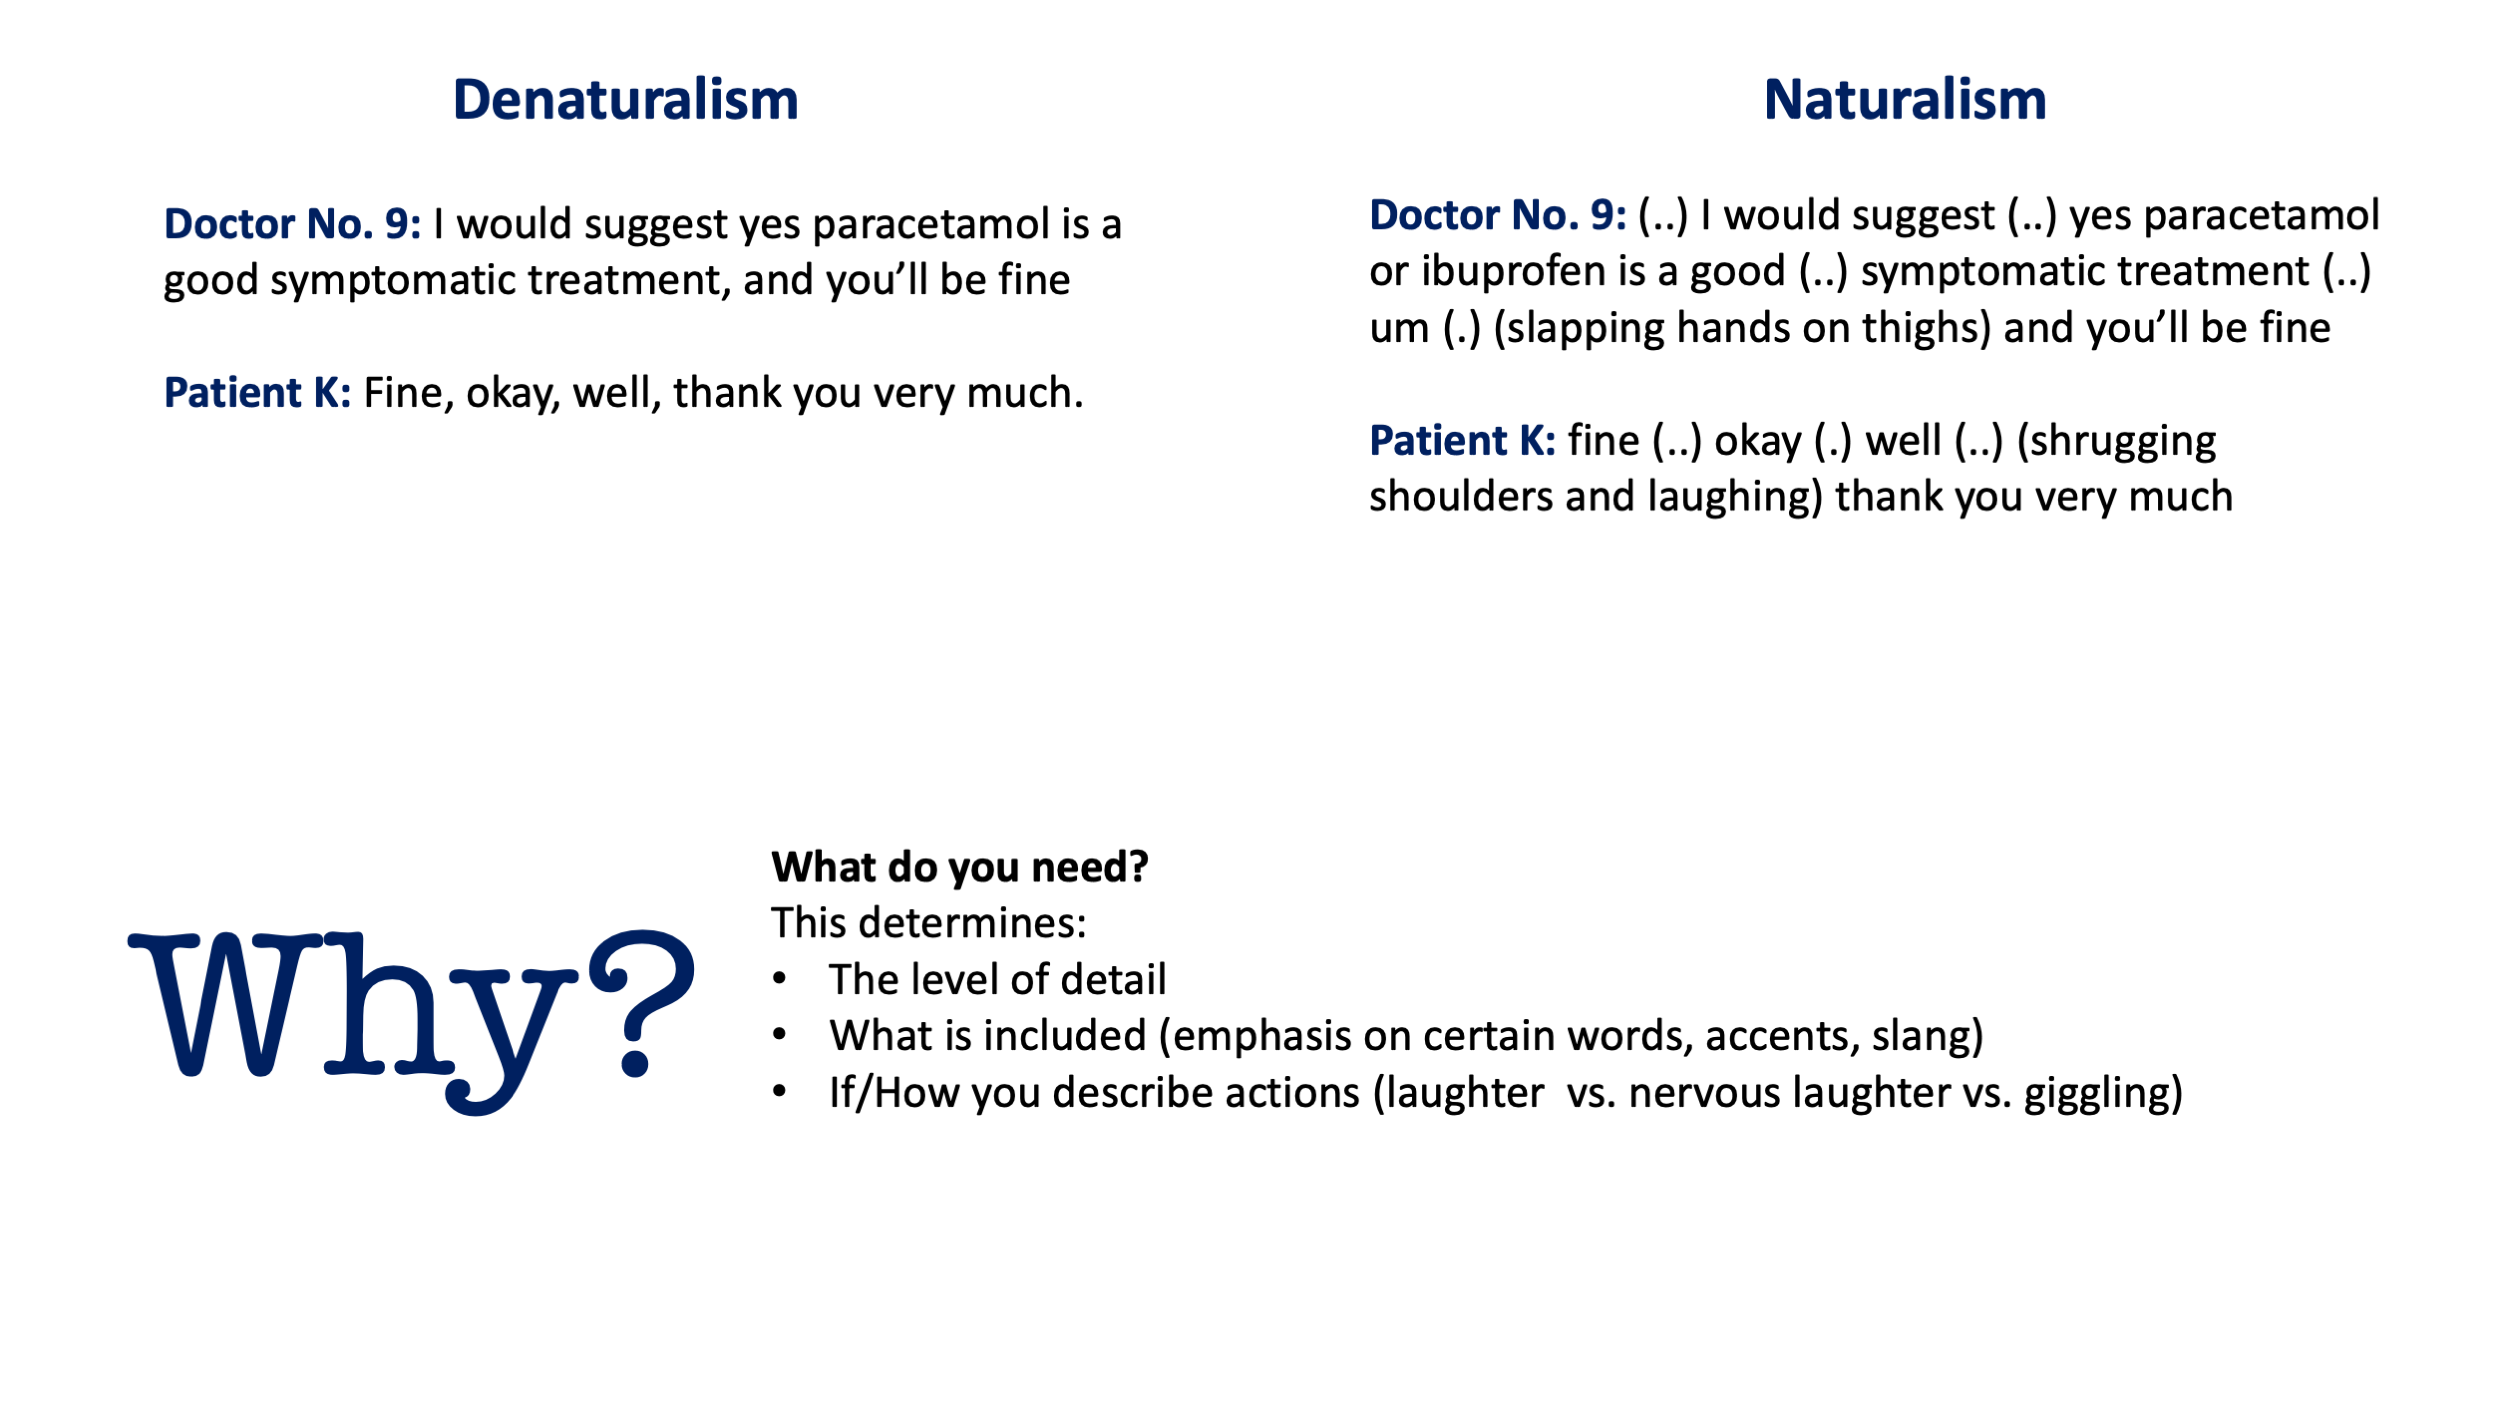 Denaturalism
Doctor No. 9: I would suggest yes paracetamol is a
good symptomatic treatment, and you’ll be fine
Patient K: Fine, okay, well, thank you very much.
Naturalism
Doctor No. 9: (..) I would suggest (..) yes paracetamol
or ibuprofen is a good (..) symptomatic treatment (..)
um (.) (slapping hands on thighs) and you’ll be fine
Patient K: fine (..) okay (.) well (..) (shrugging
shoulders and laughing) thank you very much
Why?
What do you need?
This determines:
• The level of detail
• What is included (emphasis on certain words, accents, slang)
• If/How you describe actions (laughter  vs. nervous laughter vs. giggling)